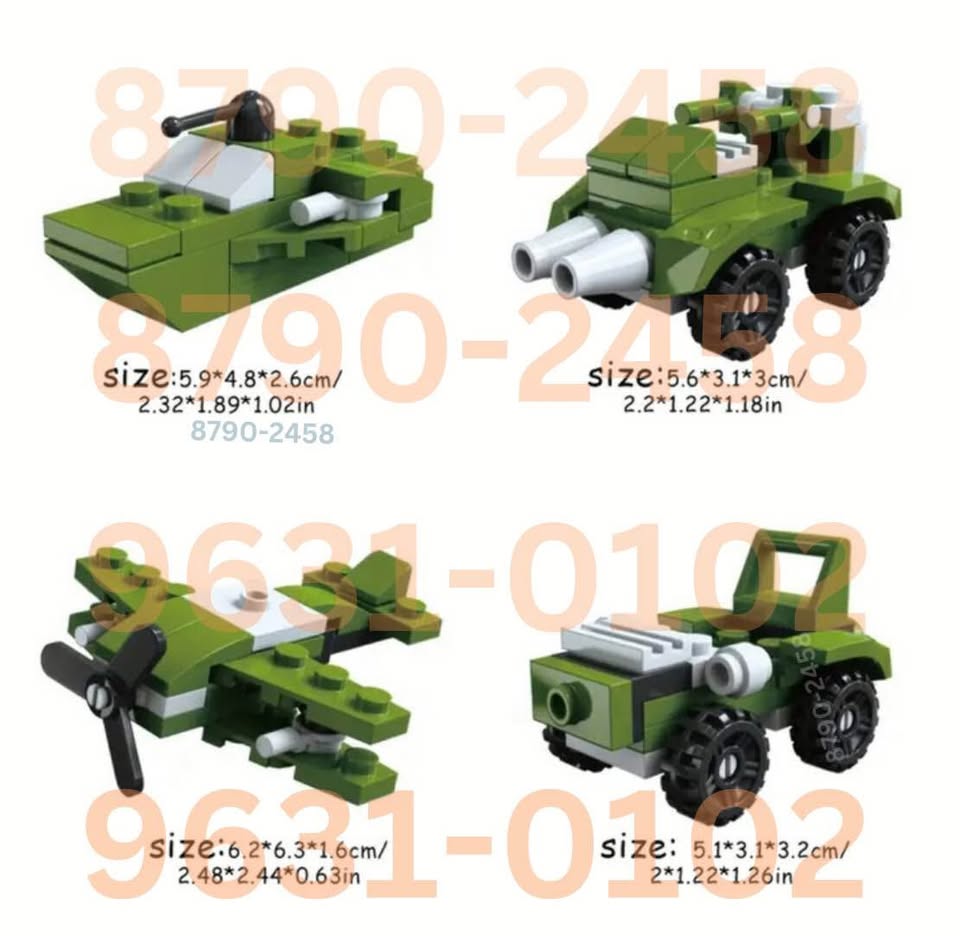 8790-2458
8790-2458
size:5.9*4.8*2.6cm/
2.32*1.89*1.02in
8790-2458
size:5.6*3.1*3cm/
2.2*1.22*1.18in
9631-0102
8790-2458
9631-0102
size:6.2*6.3*1.6cm/
2.48*2.44*0.63in
size: 5.1*3.1*3.2cm/
2*1.22*1.26in